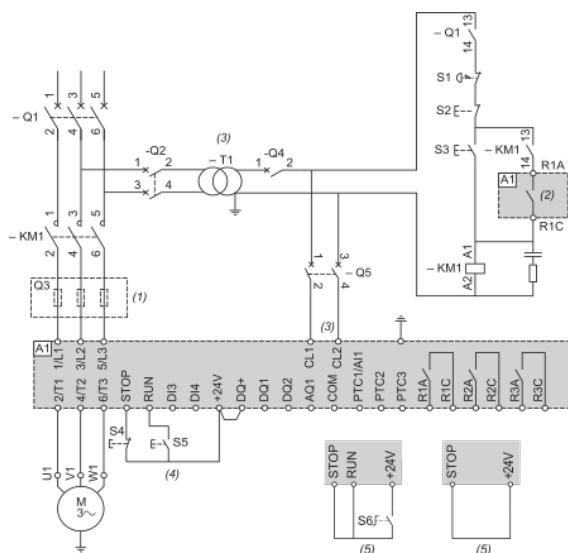 13
– Q1
14
S1
S2
S3
13
– KM1
14
R1A
A1
(2)
R1C
A1
– KM1
A2
1 3 5
– Q1
2 4 6
-Q2
1 2
3 4
(3)
– T1
-Q4
1 2
1 3
– Q5
2 4
(3)
1 3 5
– KM1
2 4 6
Q3
(1)
A1
1/L1 3/L2 5/L3 CL1 CL2
2/T1 4/T2 6/T3 STOP RUN DI3 DI4 +24V DQ+ DQ1 DQ2 AQ1 COM PTC1/AI1 PTC2 PTC3 R1A R1C R2A R2C R3A R3C
S4
S5
(4)
U1 V1 W1
M
3
STOP RUN +24V
S6
(5)
STOP +24V
(5)